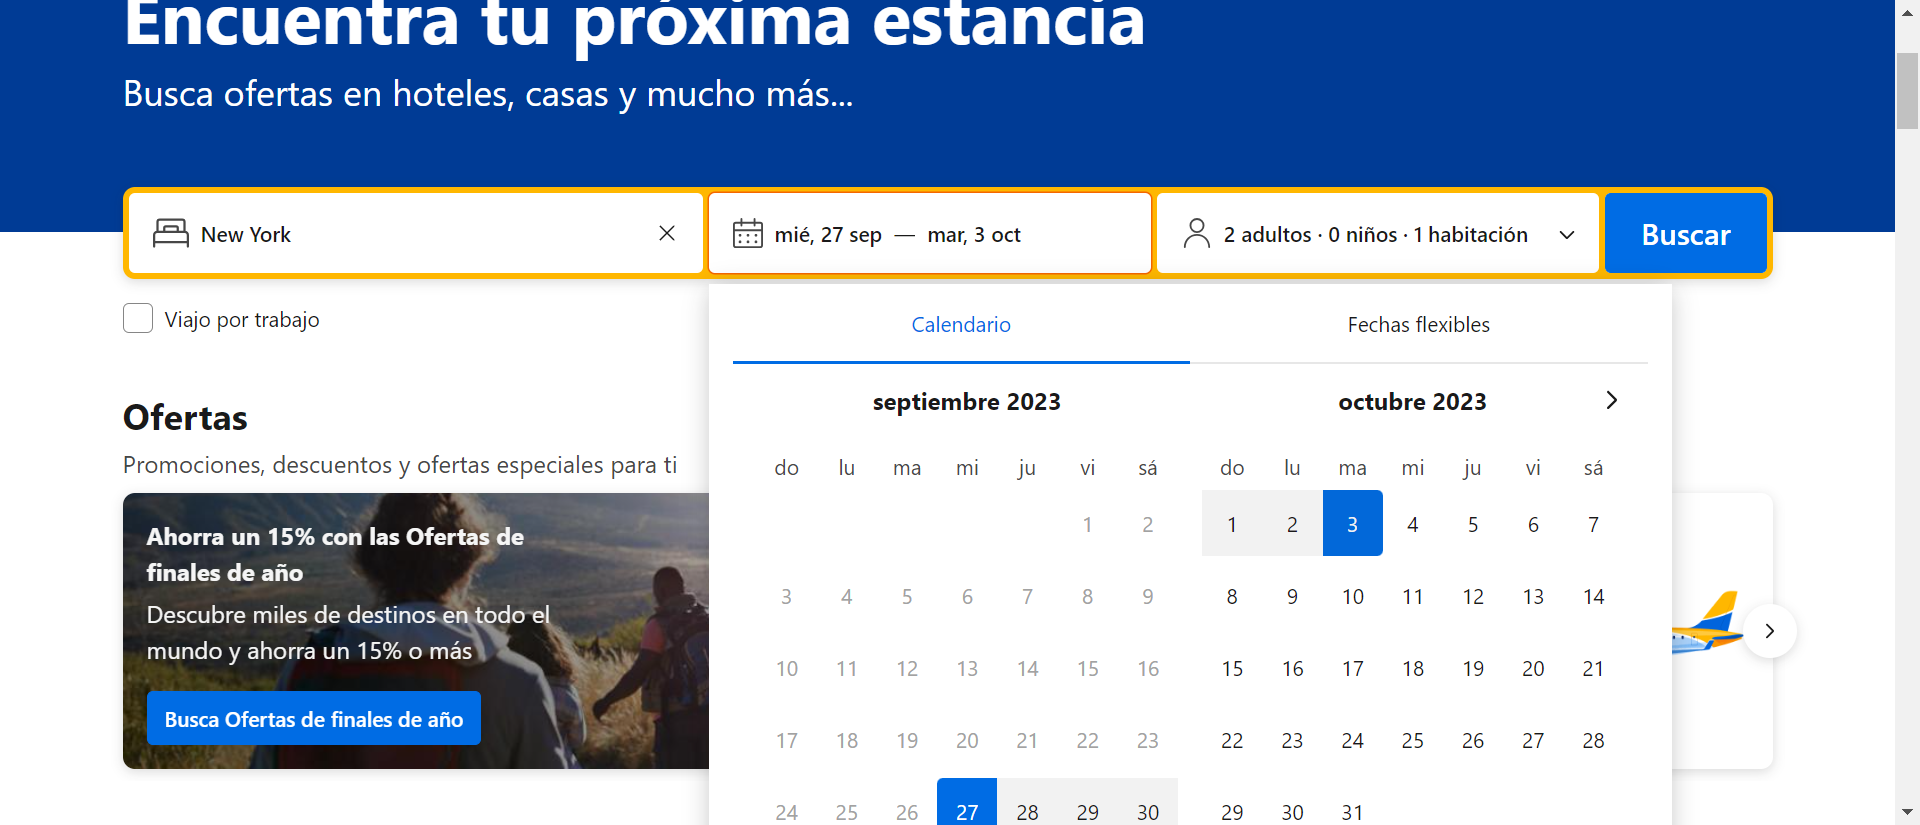 Encuentra tu próxima estancia
Busca ofertas en hoteles, casas y mucho más...
New York
mié, 27 sep — mar, 3 oct
2 adultos · 0 niños · 1 habitación
Buscar
Viajo por trabajo
Calendario
Fechas flexibles
septiembre 2023
do lu ma mi ju vi sá
1 2
3 4 5 6 7 8 9
10 11 12 13 14 15 16
17 18 19 20 21 22 23
24 25 26 27 28 29 30
octubre 2023
do lu ma mi ju vi sá
1 2 3 4 5 6 7
8 9 10 11 12 13 14
15 16 17 18 19 20 21
22 23 24 25 26 27 28
29 30 31
Ofertas
Promociones, descuentos y ofertas especiales para ti
Ahorra un 15% con las Ofertas de
finales de año
Descubre miles de destinos en todo el
mundo y ahorra un 15% o más
Busca Ofertas de finales de año